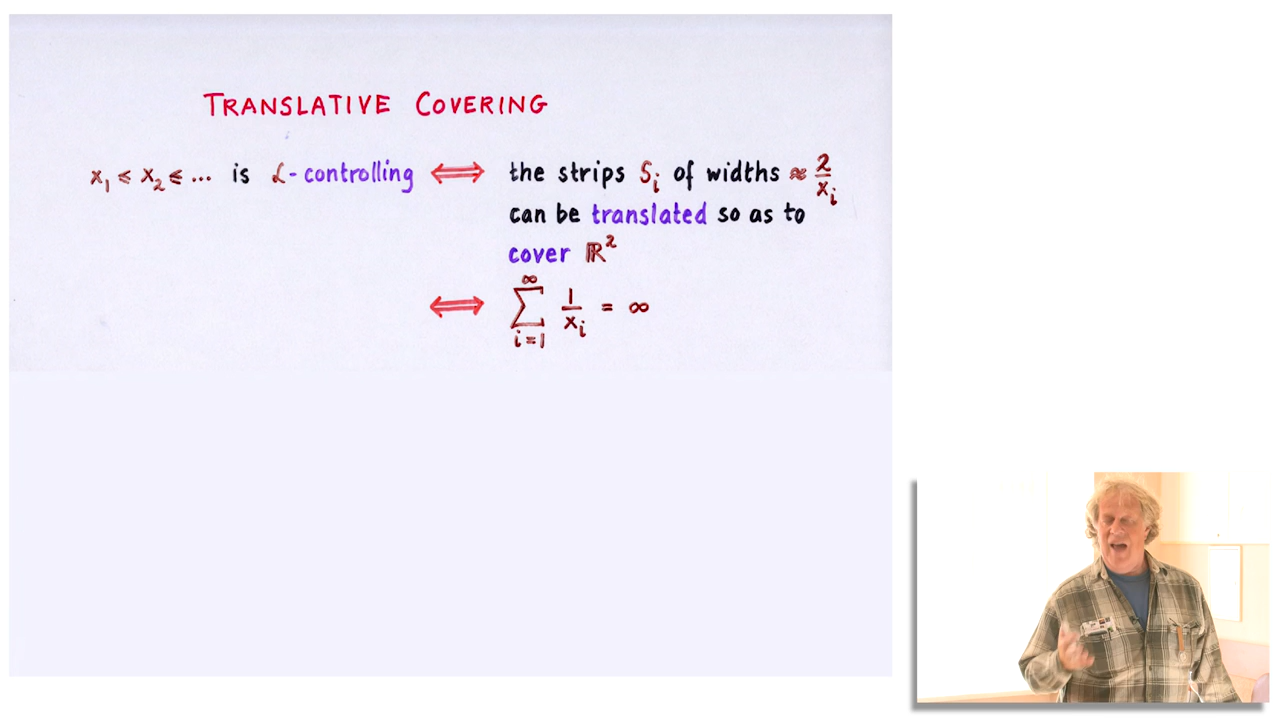 TRANSLATIVE COVERING
x₁ ≤ x₂ ≤ ... is ℒ-controlling ⟺ the strips Sᵢ of widths ≈ 2/xᵢ
can be translated so as to
cover ℝ²
⟺ ∑_{i=1}^{∞} 1/xᵢ = ∞